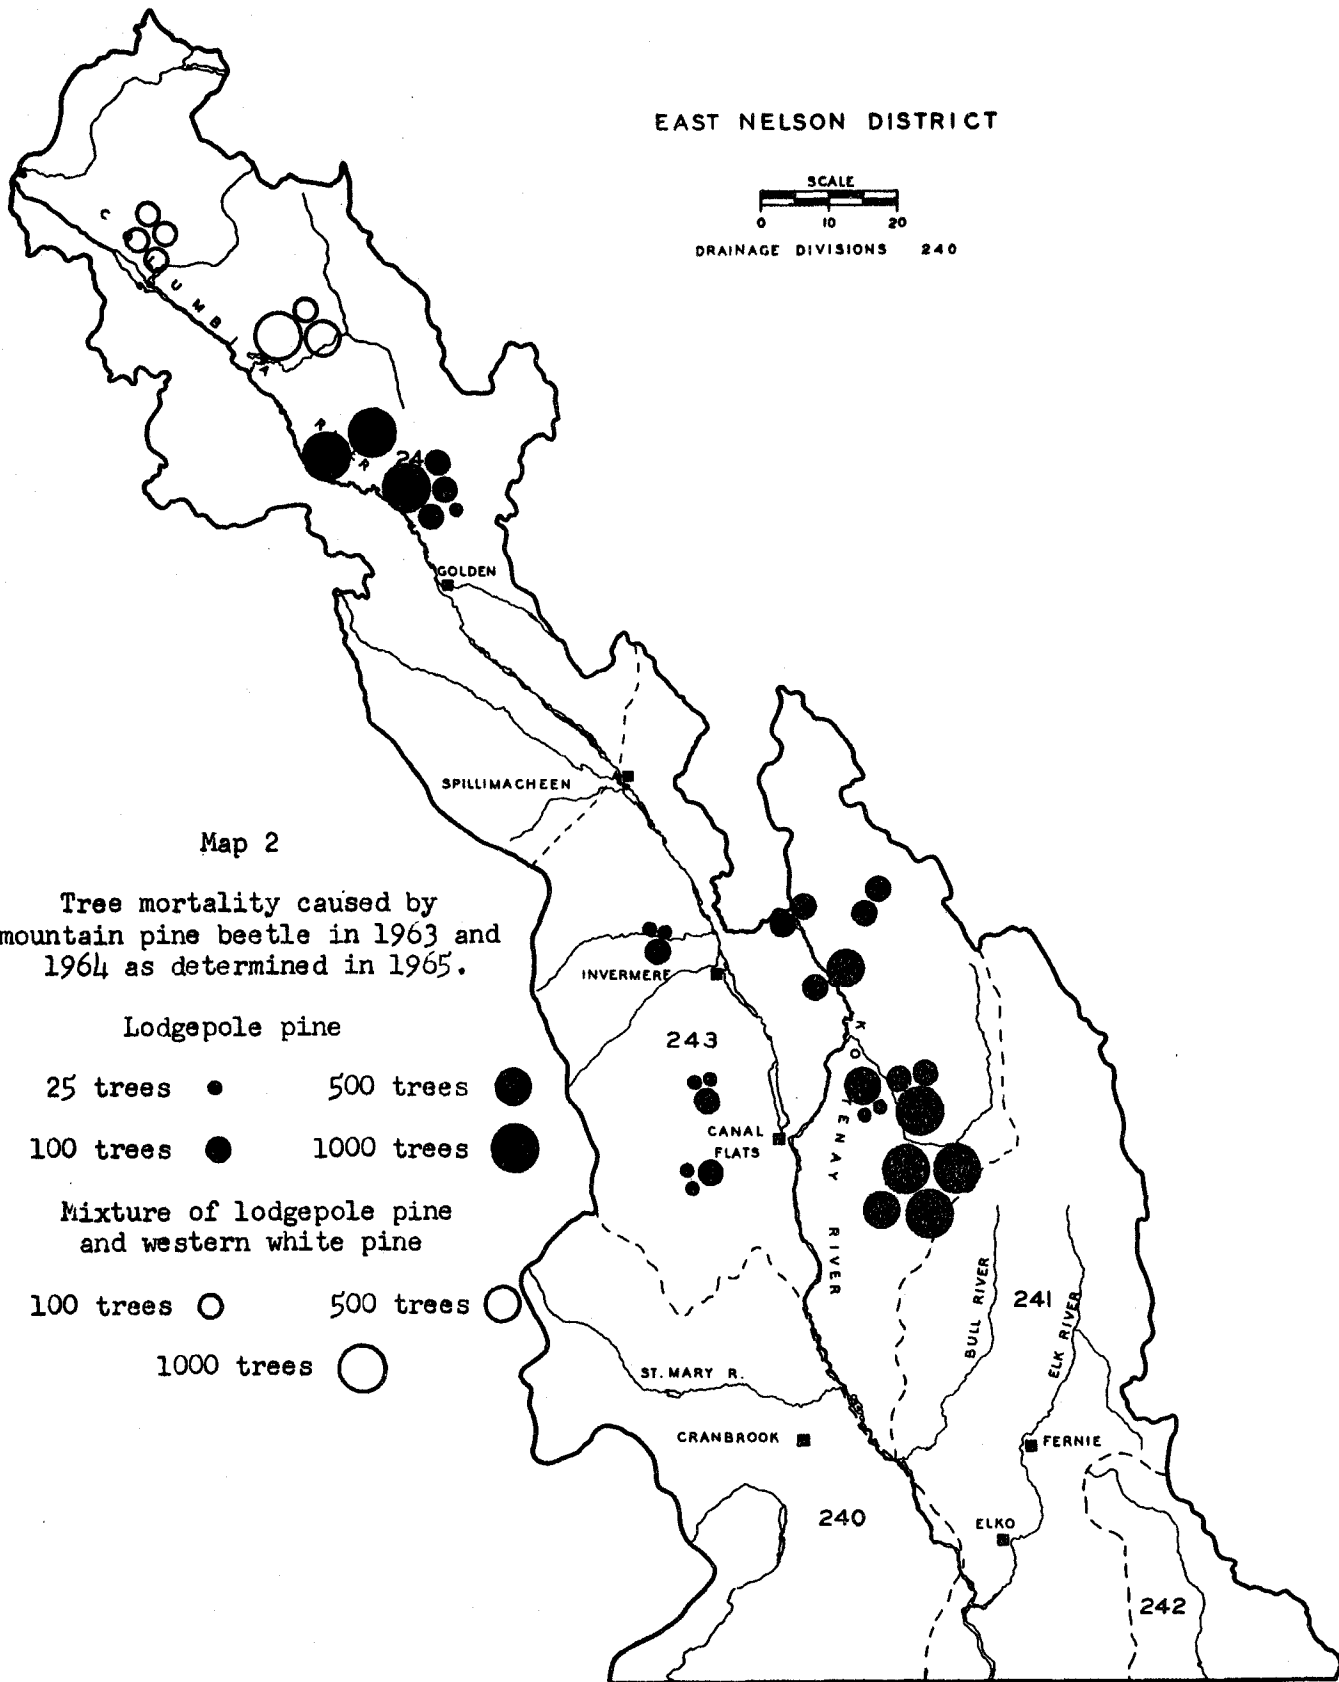 EAST NELSON DISTRICT
SCALE
0 10 20
DRAINAGE DIVISIONS 240
COLUMBIA
RIVER
24
GOLDEN
SPILLIMACHEEN
Map 2
Tree mortality caused by
mountain pine beetle in 1963 and
1964 as determined in 1965.
INVERMERE
Lodgepole pine
243
25 trees 500 trees
100 trees 1000 trees
CANAL
FLATS
KOOTENAY RIVER
Mixture of lodgepole pine
and western white pine
100 trees 500 trees
1000 trees
BULL RIVER
241
ELK RIVER
ST. MARY R.
CRANBROOK
FERNIE
240
ELKO
242